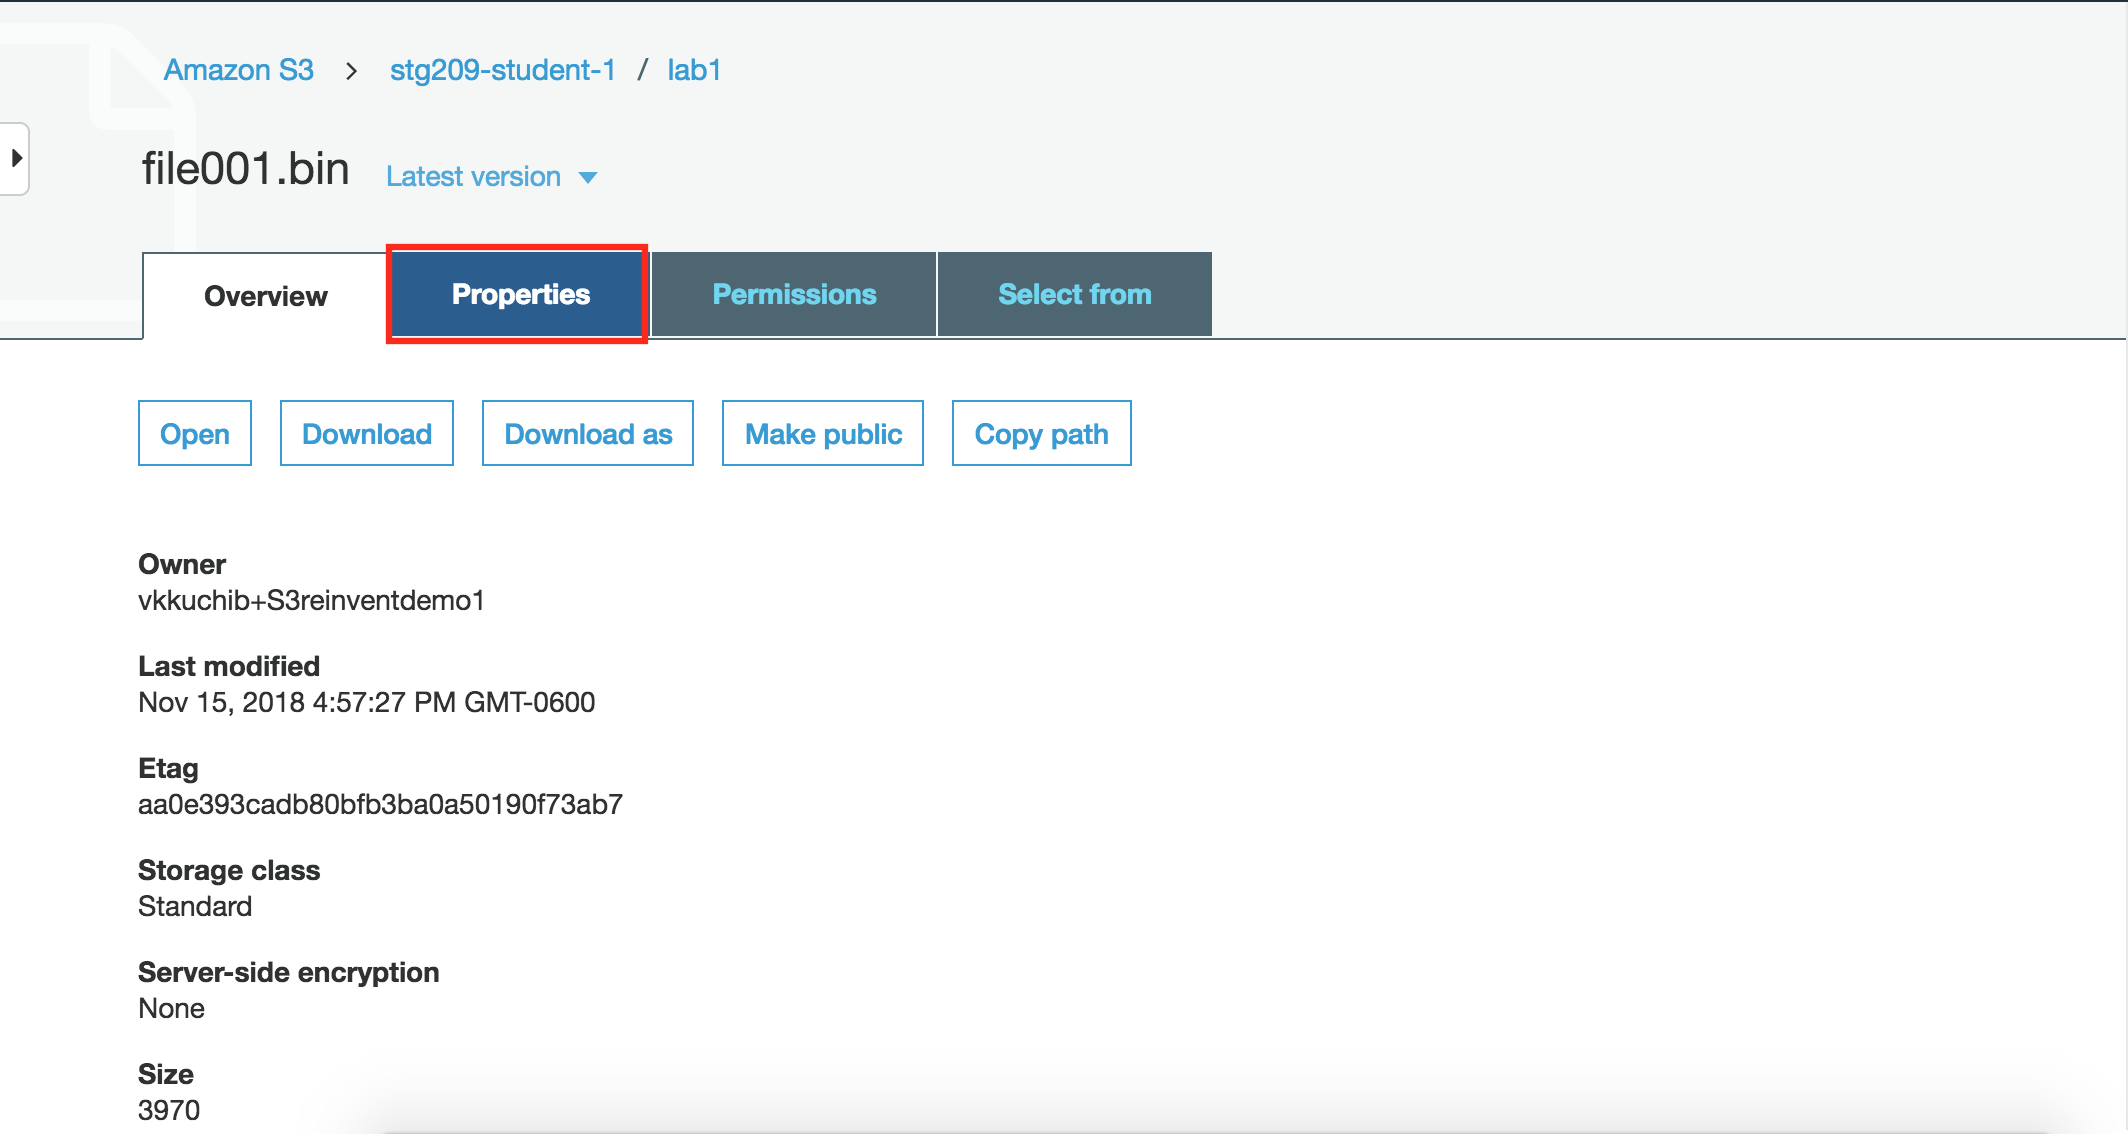 Amazon S3 > stg209-student-1 / lab1
file001.bin Latest version
Overview Properties Permissions Select from
Open Download Download as Make public Copy path
Owner
vkkuchib+S3reinventdemo1
Last modified
Nov 15, 2018 4:57:27 PM GMT-0600
Etag
aa0e393cadb80bfb3ba0a50190f73ab7
Storage class
Standard
Server-side encryption
None
Size
3970